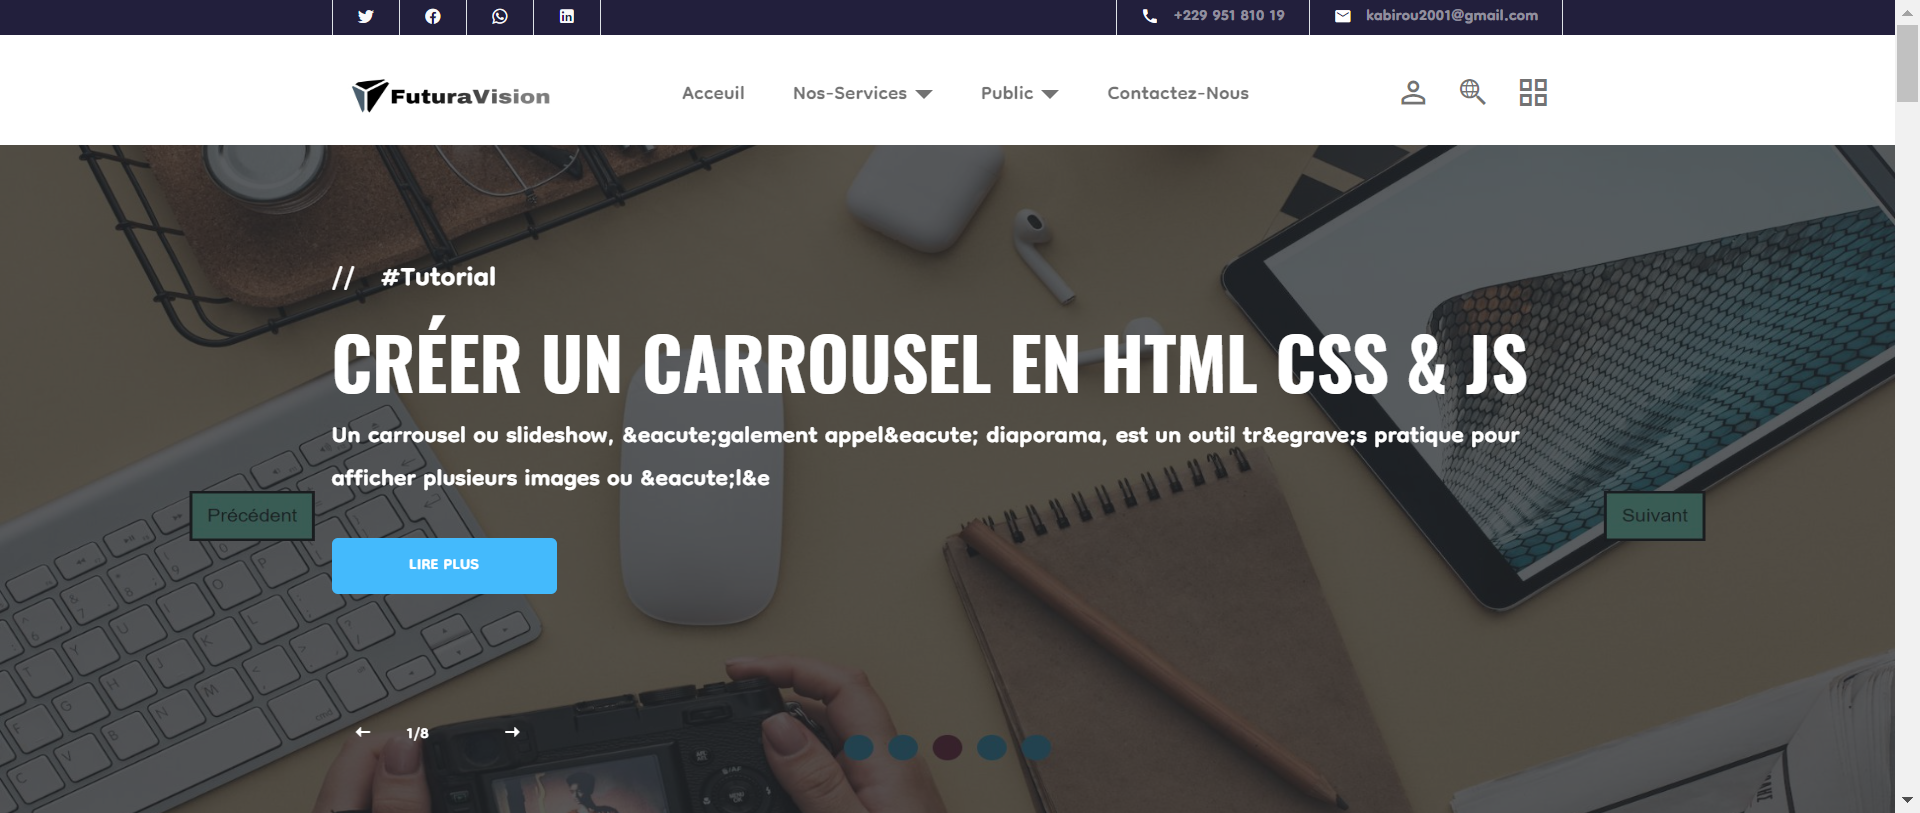 +229 951 810 19
kabirou2001@gmail.com
FuturaVision
Acceuil
Nos-Services
Public
Contactez-Nous
// #Tutorial
CRÉER UN CARROUSEL EN HTML CSS & JS
Un carrousel ou slideshow, &eacute;galement appel&eacute; diaporama, est un outil tr&egrave;s pratique pour
afficher plusieurs images ou &eacute;l&e
Précédent
Suivant
LIRE PLUS
1/8